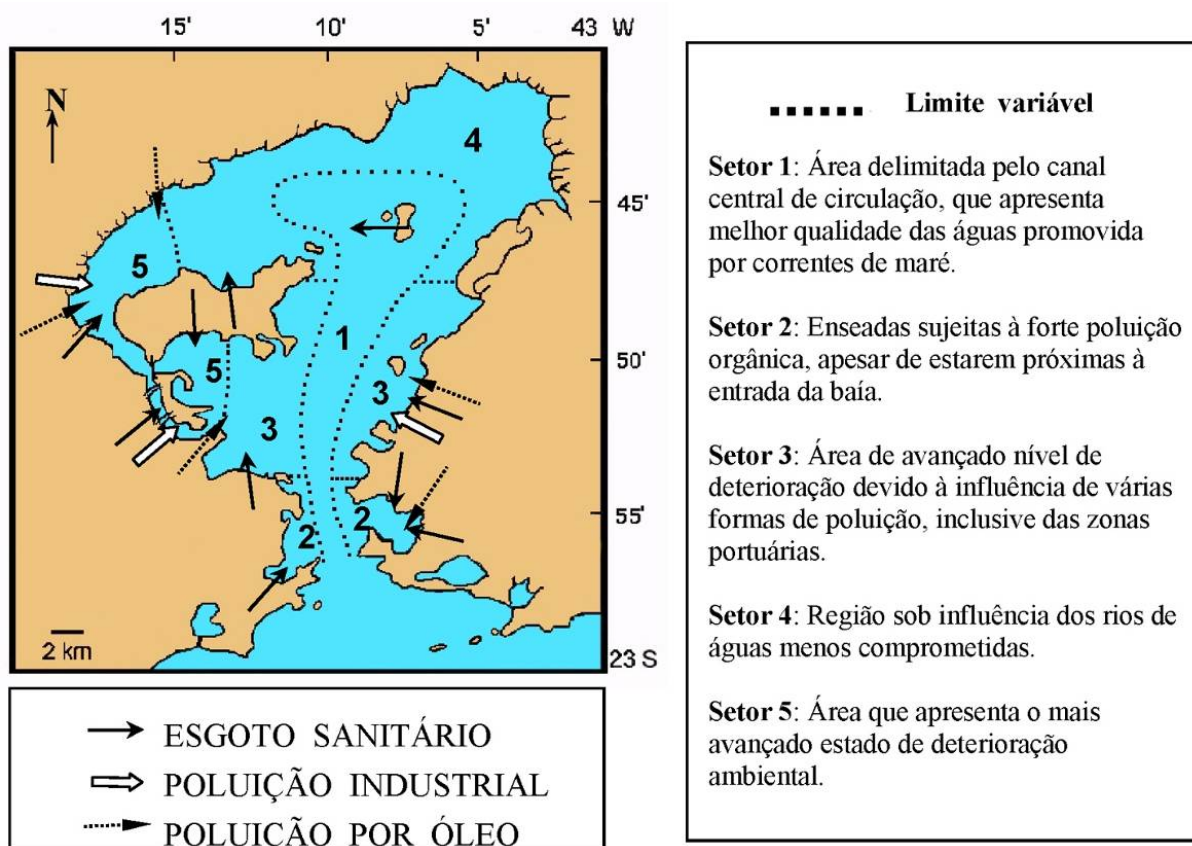 15' 10' 5' 43 W
N
4
45'
5
1
50'
5
3
3
55'
2
2
2 km
23 S
ESGOTO SANITÁRIO
POLUIÇÃO INDUSTRIAL
POLUIÇÃO POR ÓLEO
Limite variável
Setor 1: Área delimitada pelo canal
central de circulação, que apresenta
melhor qualidade das águas promovida
por correntes de maré.
Setor 2: Enseadas sujeitas à forte poluição
orgânica, apesar de estarem próximas à
entrada da baía.
Setor 3: Área de avançado nível de
deterioração devido à influência de várias
formas de poluição, inclusive das zonas
portuárias.
Setor 4: Região sob influência dos rios de
águas menos comprometidas.
Setor 5: Área que apresenta o mais
avançado estado de deterioração
ambiental.